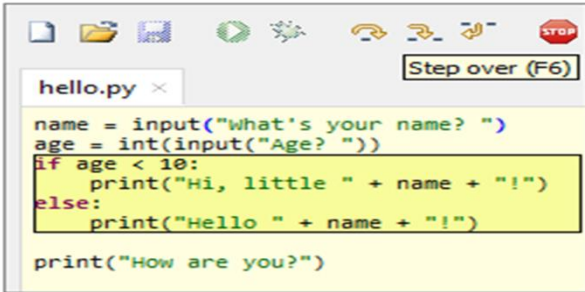 STOP
Step over (F6)
hello.py ×
name = input("What's your name? ")
age = int(input("Age? "))
if age < 10:
    print("Hi, little " + name + "!")
else:
    print("Hello " + name + "!")
print("How are you?")